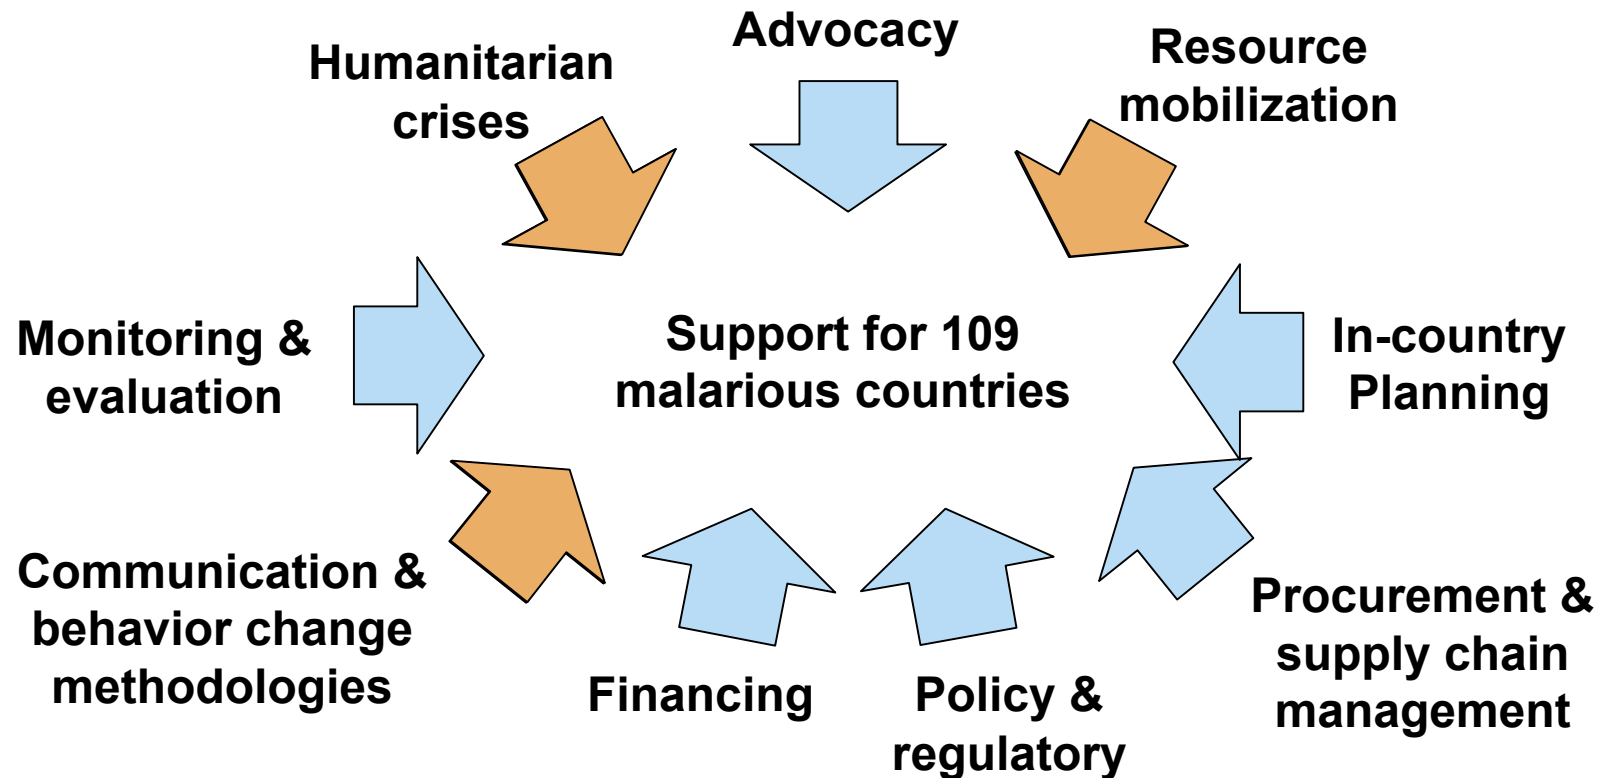 Advocacy
Humanitarian
crises
Resource
mobilization
Monitoring &
evaluation
Support for 109
malarious countries
In-country
Planning
Communication &
behavior change
methodologies
Financing
Policy &
regulatory
Procurement &
supply chain
management